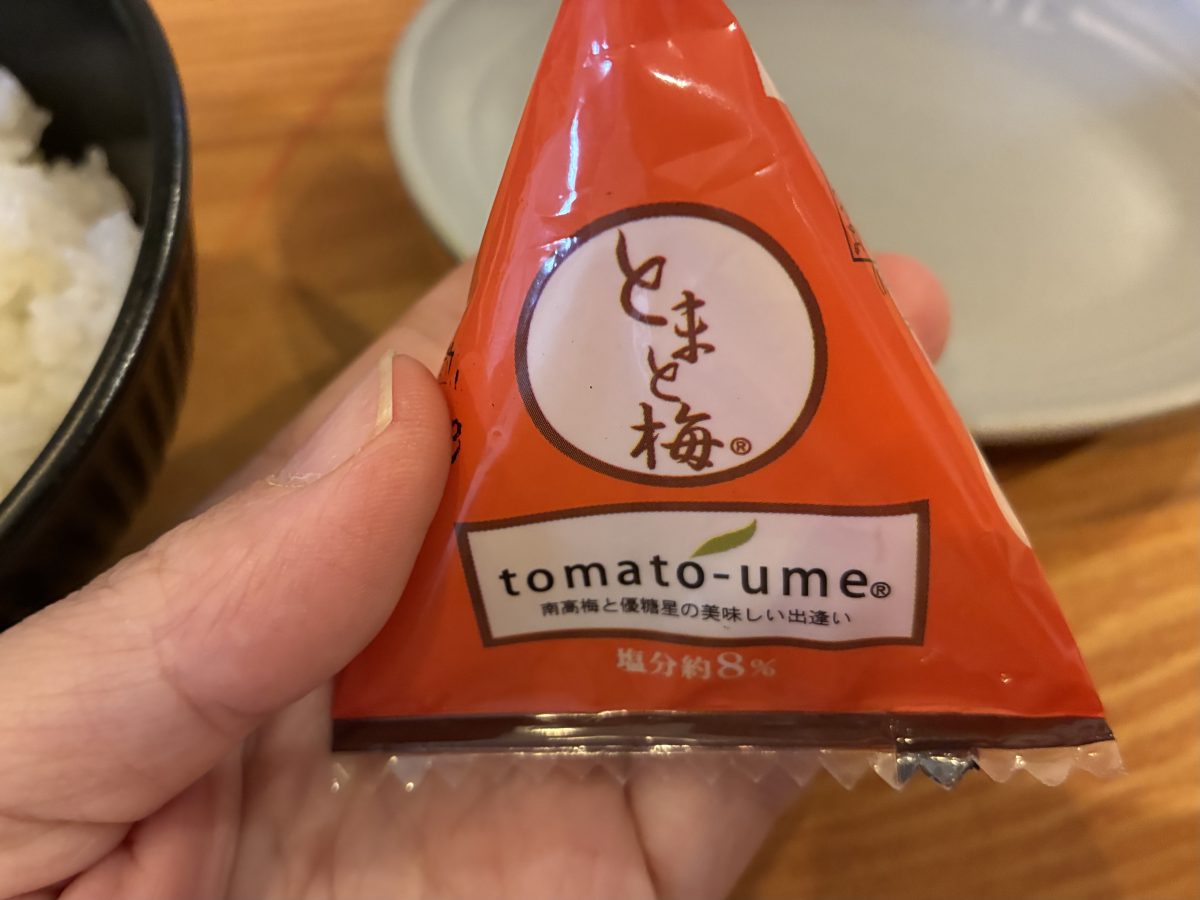 とまと
梅®
tomato-ume®
南高梅と優糖星の美味しい出逢い
塩分約8%